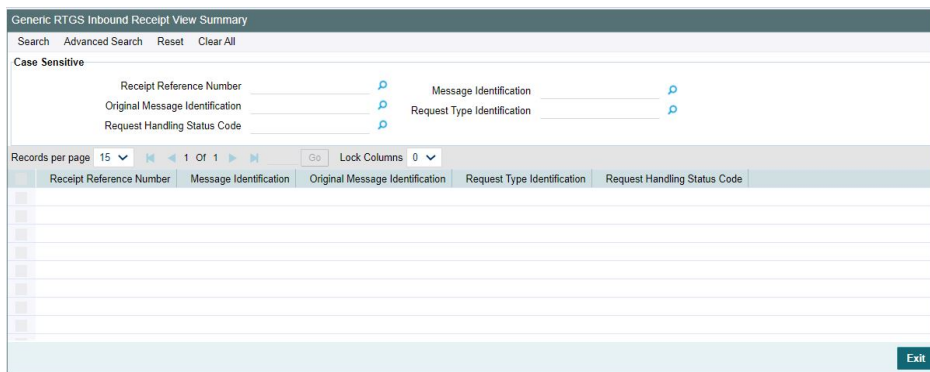 Generic RTGS Inbound Receipt View Summary
Search Advanced Search Reset Clear All
Case Sensitive
Receipt Reference Number Message Identification
Original Message Identification Request Type Identification
Request Handling Status Code
Records per page 15 1 Of 1 Go Lock Columns 0
Receipt Reference Number Message Identification Original Message Identification Request Type Identification Request Handling Status Code
Exit